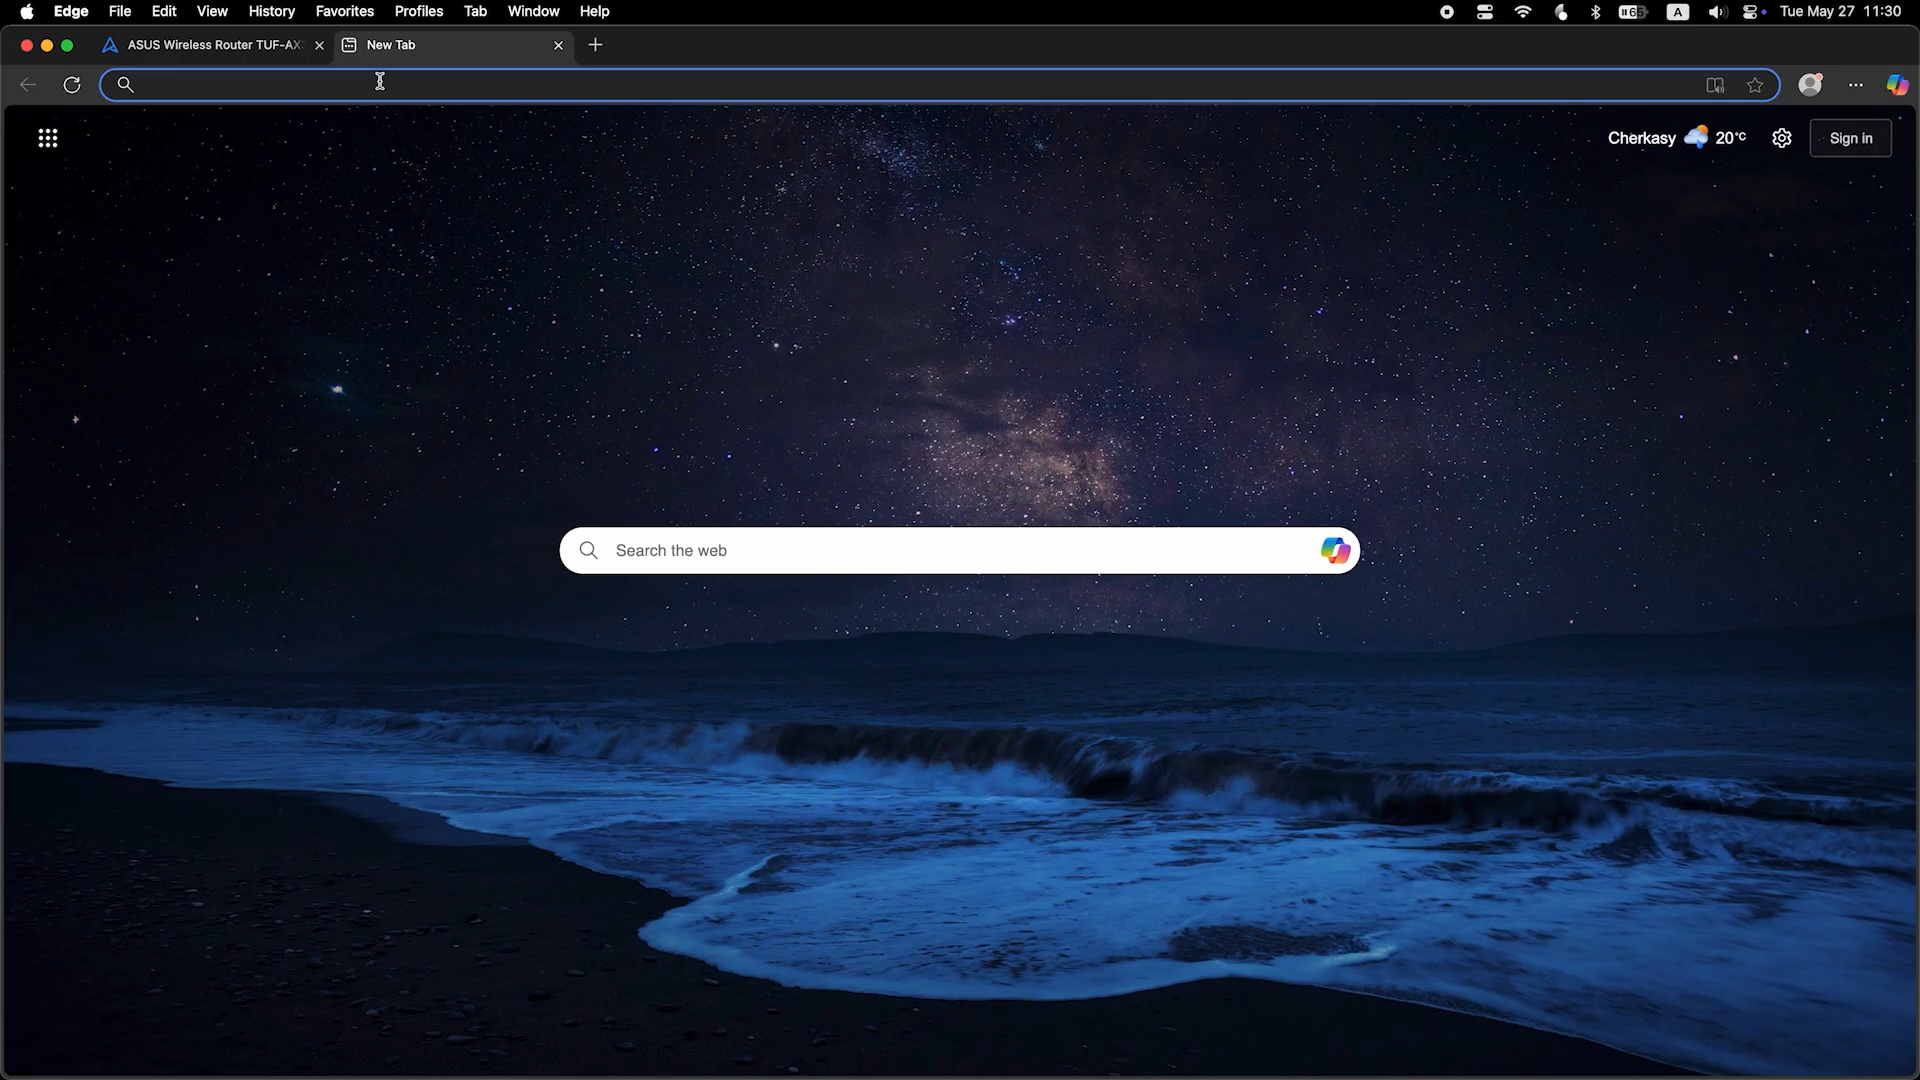 Edge File Edit View History Favorites Profiles Tab Window Help
65 A Tue May 27 11:30
ASUS Wireless Router TUF-AX
New Tab
Cherkasy 20°C
Sign in
Search the web